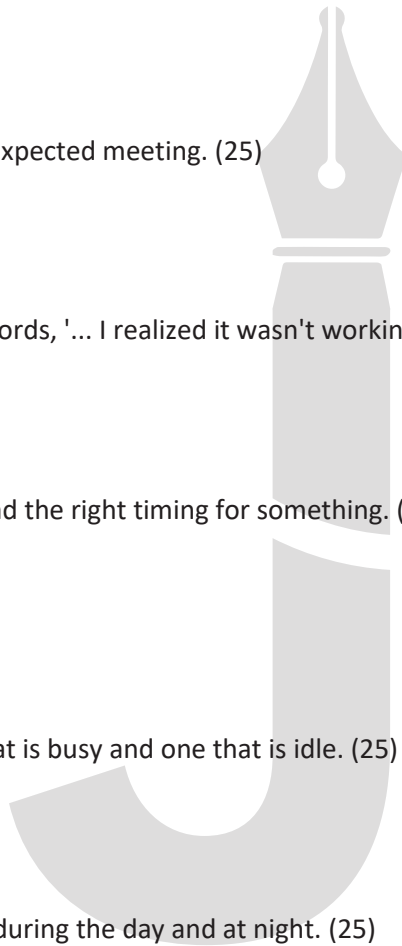 expected meeting. (25)
ords, '... I realized it wasn't workin
nd the right timing for something. (
at is busy and one that is idle. (25)
during the day and at night. (25)